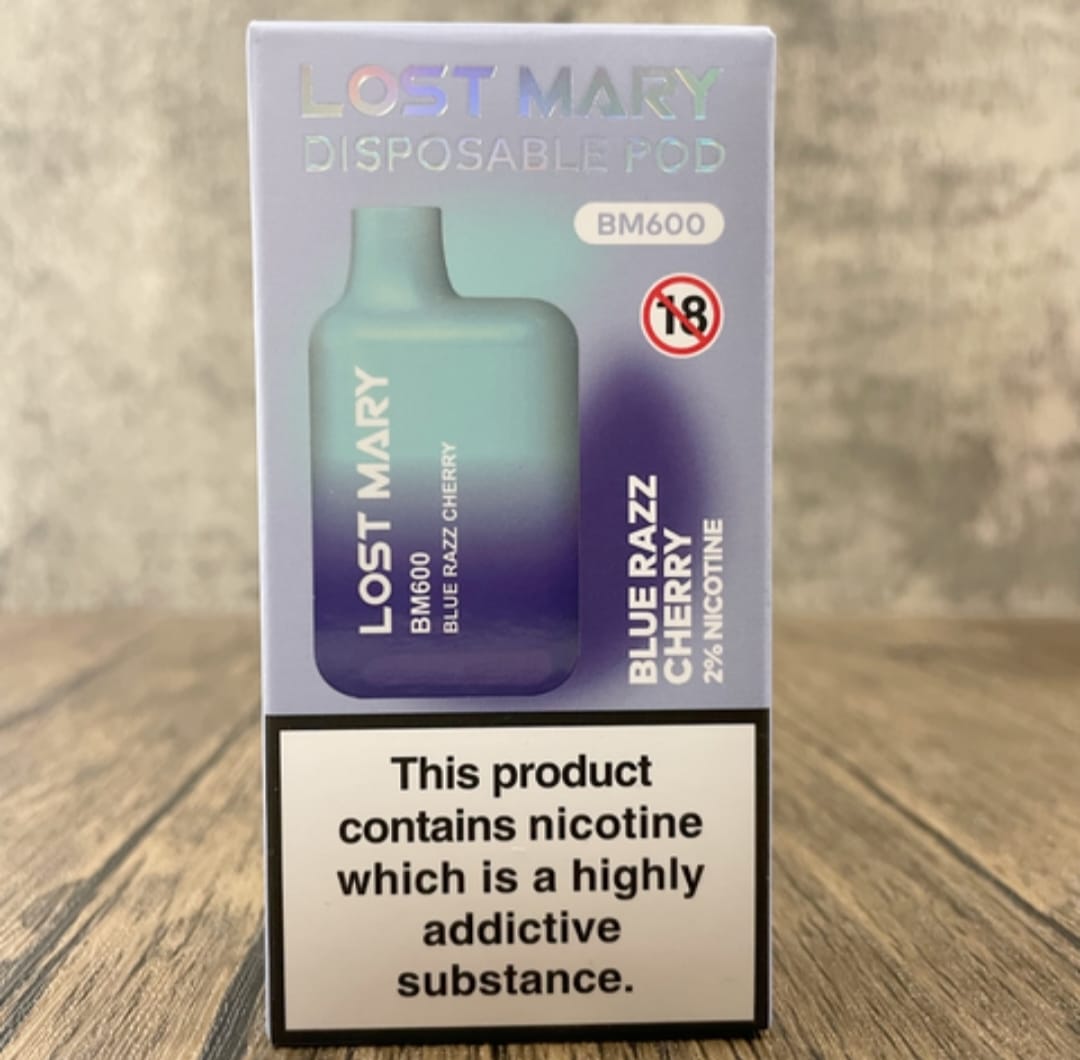 LOST MARY
DISPOSABLE POD
BM600
18
LOST MARY
BM600
BLUE RAZZ CHERRY
BLUE RAZZ
CHERRY
2% NICOTINE
This product
contains nicotine
which is a highly
addictive
substance.